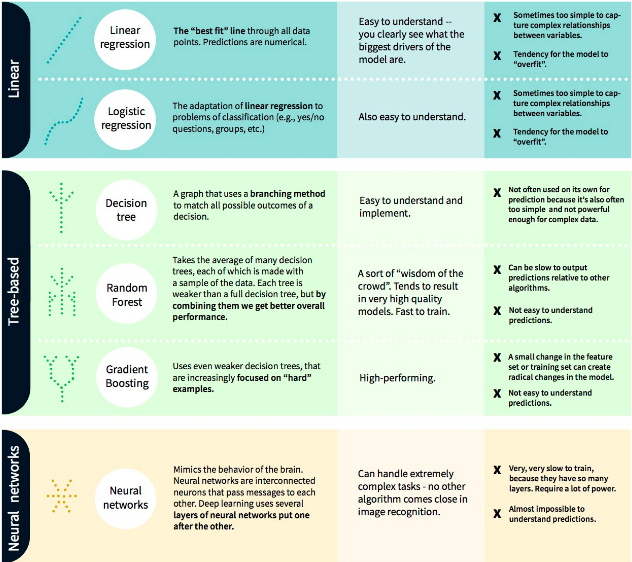 Linear
Linear
regression
The "best fit" line through all data
points. Predictions are numerical.
Easy to understand --
you clearly see what the
biggest drivers of the
model are.
X Sometimes too simple to cap-
ture complex relationships
between variables.
X Tendency for the model to
"overfit".
Logistic
regression
The adaptation of linear regression to
problems of classification (e.g., yes/no
questions, groups, etc.)
Also easy to understand.
X Sometimes too simple to cap-
ture complex relationships
between variables.
X Tendency for the model to
"overfit".
Tree-based
Decision
tree
A graph that uses a branching method
to match all possible outcomes of a
decision.
Easy to understand and
implement.
X Not often used on its own for
prediction because it's also often
too simple and not powerful
enough for complex data.
Random
Forest
Takes the average of many decision
trees, each of which is made with
a sample of the data. Each tree is
weaker than a full decision tree, but by
combining them we get better overall
performance.
A sort of "wisdom of the
crowd". Tends to result
in very high quality
models. Fast to train.
X Can be slow to output
predictions relative to other
algorithms.
X Not easy to understand
predictions.
Gradient
Boosting
Uses even weaker decision trees, that
are increasingly focused on "hard"
examples.
High-performing.
X A small change in the feature
set or training set can create
radical changes in the model.
X Not easy to understand
predictions.
Neural networks
Neural
networks
Mimics the behavior of the brain.
Neural networks are interconnected
neurons that pass messages to each
other. Deep learning uses several
layers of neural networks put one
after the other.
Can handle extremely
complex tasks - no other
algorithm comes close in
image recognition.
X Very, very slow to train,
because they have so many
layers. Require a lot of power.
X Almost impossible to
understand predictions.